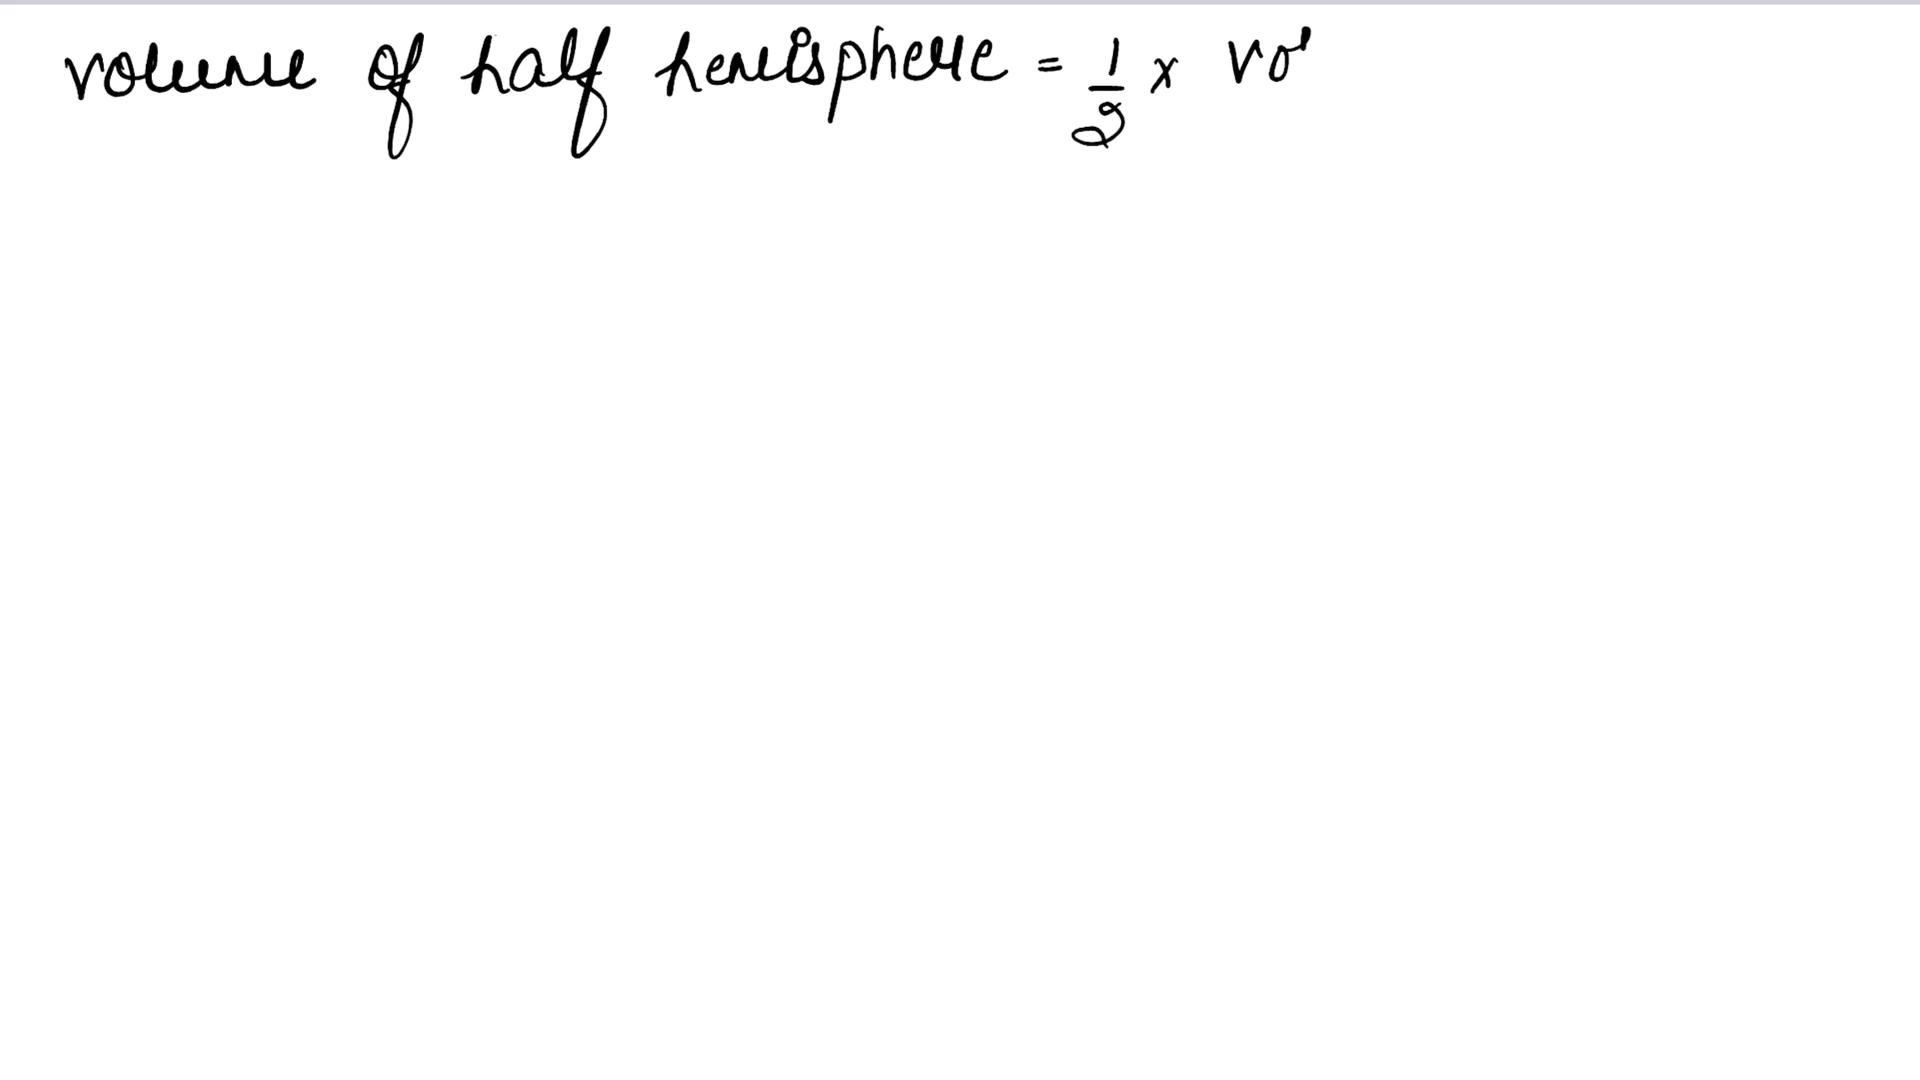 volume of half hemisphere = 1/2 x vo